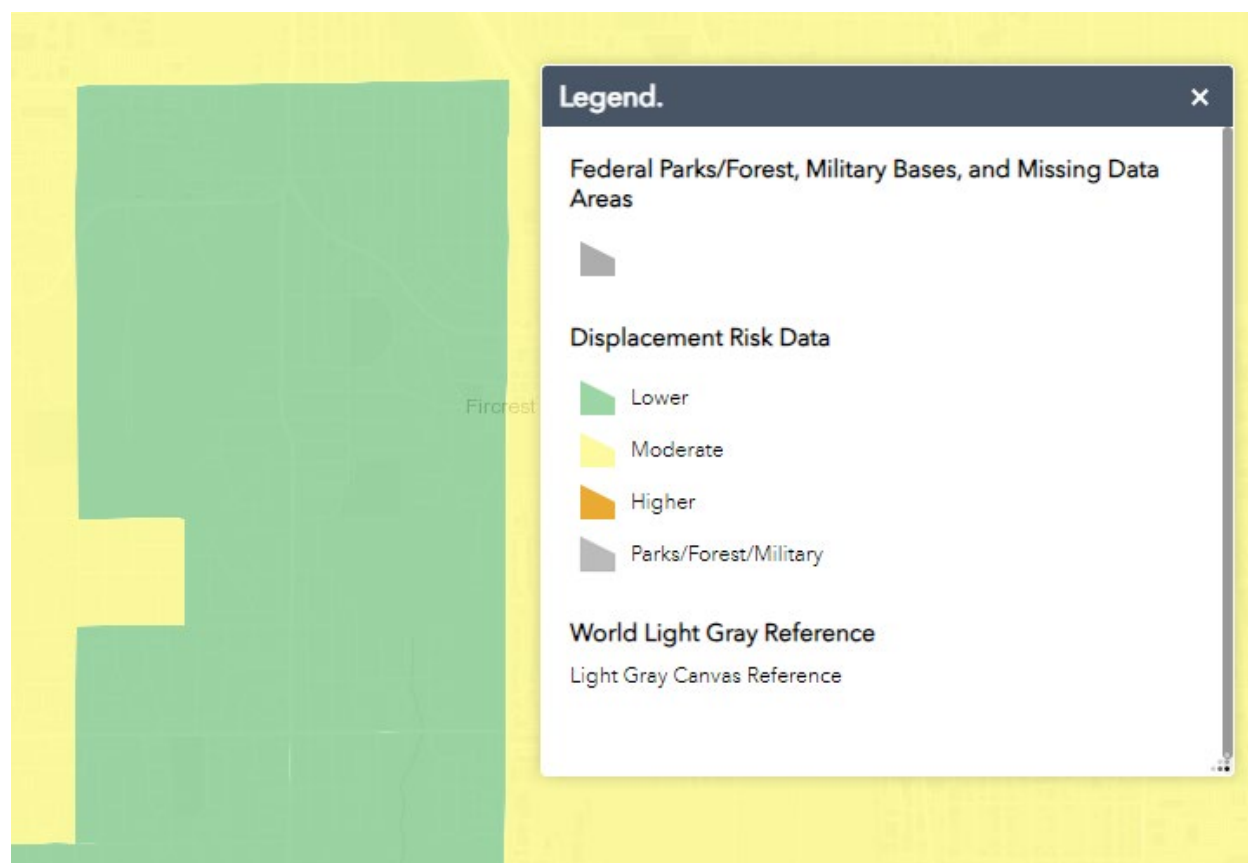 Legend.
Federal Parks/Forest, Military Bases, and Missing Data
Areas
Displacement Risk Data
Lower
Moderate
Fircrest
Higher
Parks/Forest/Military
World Light Gray Reference
Light Gray Canvas Reference